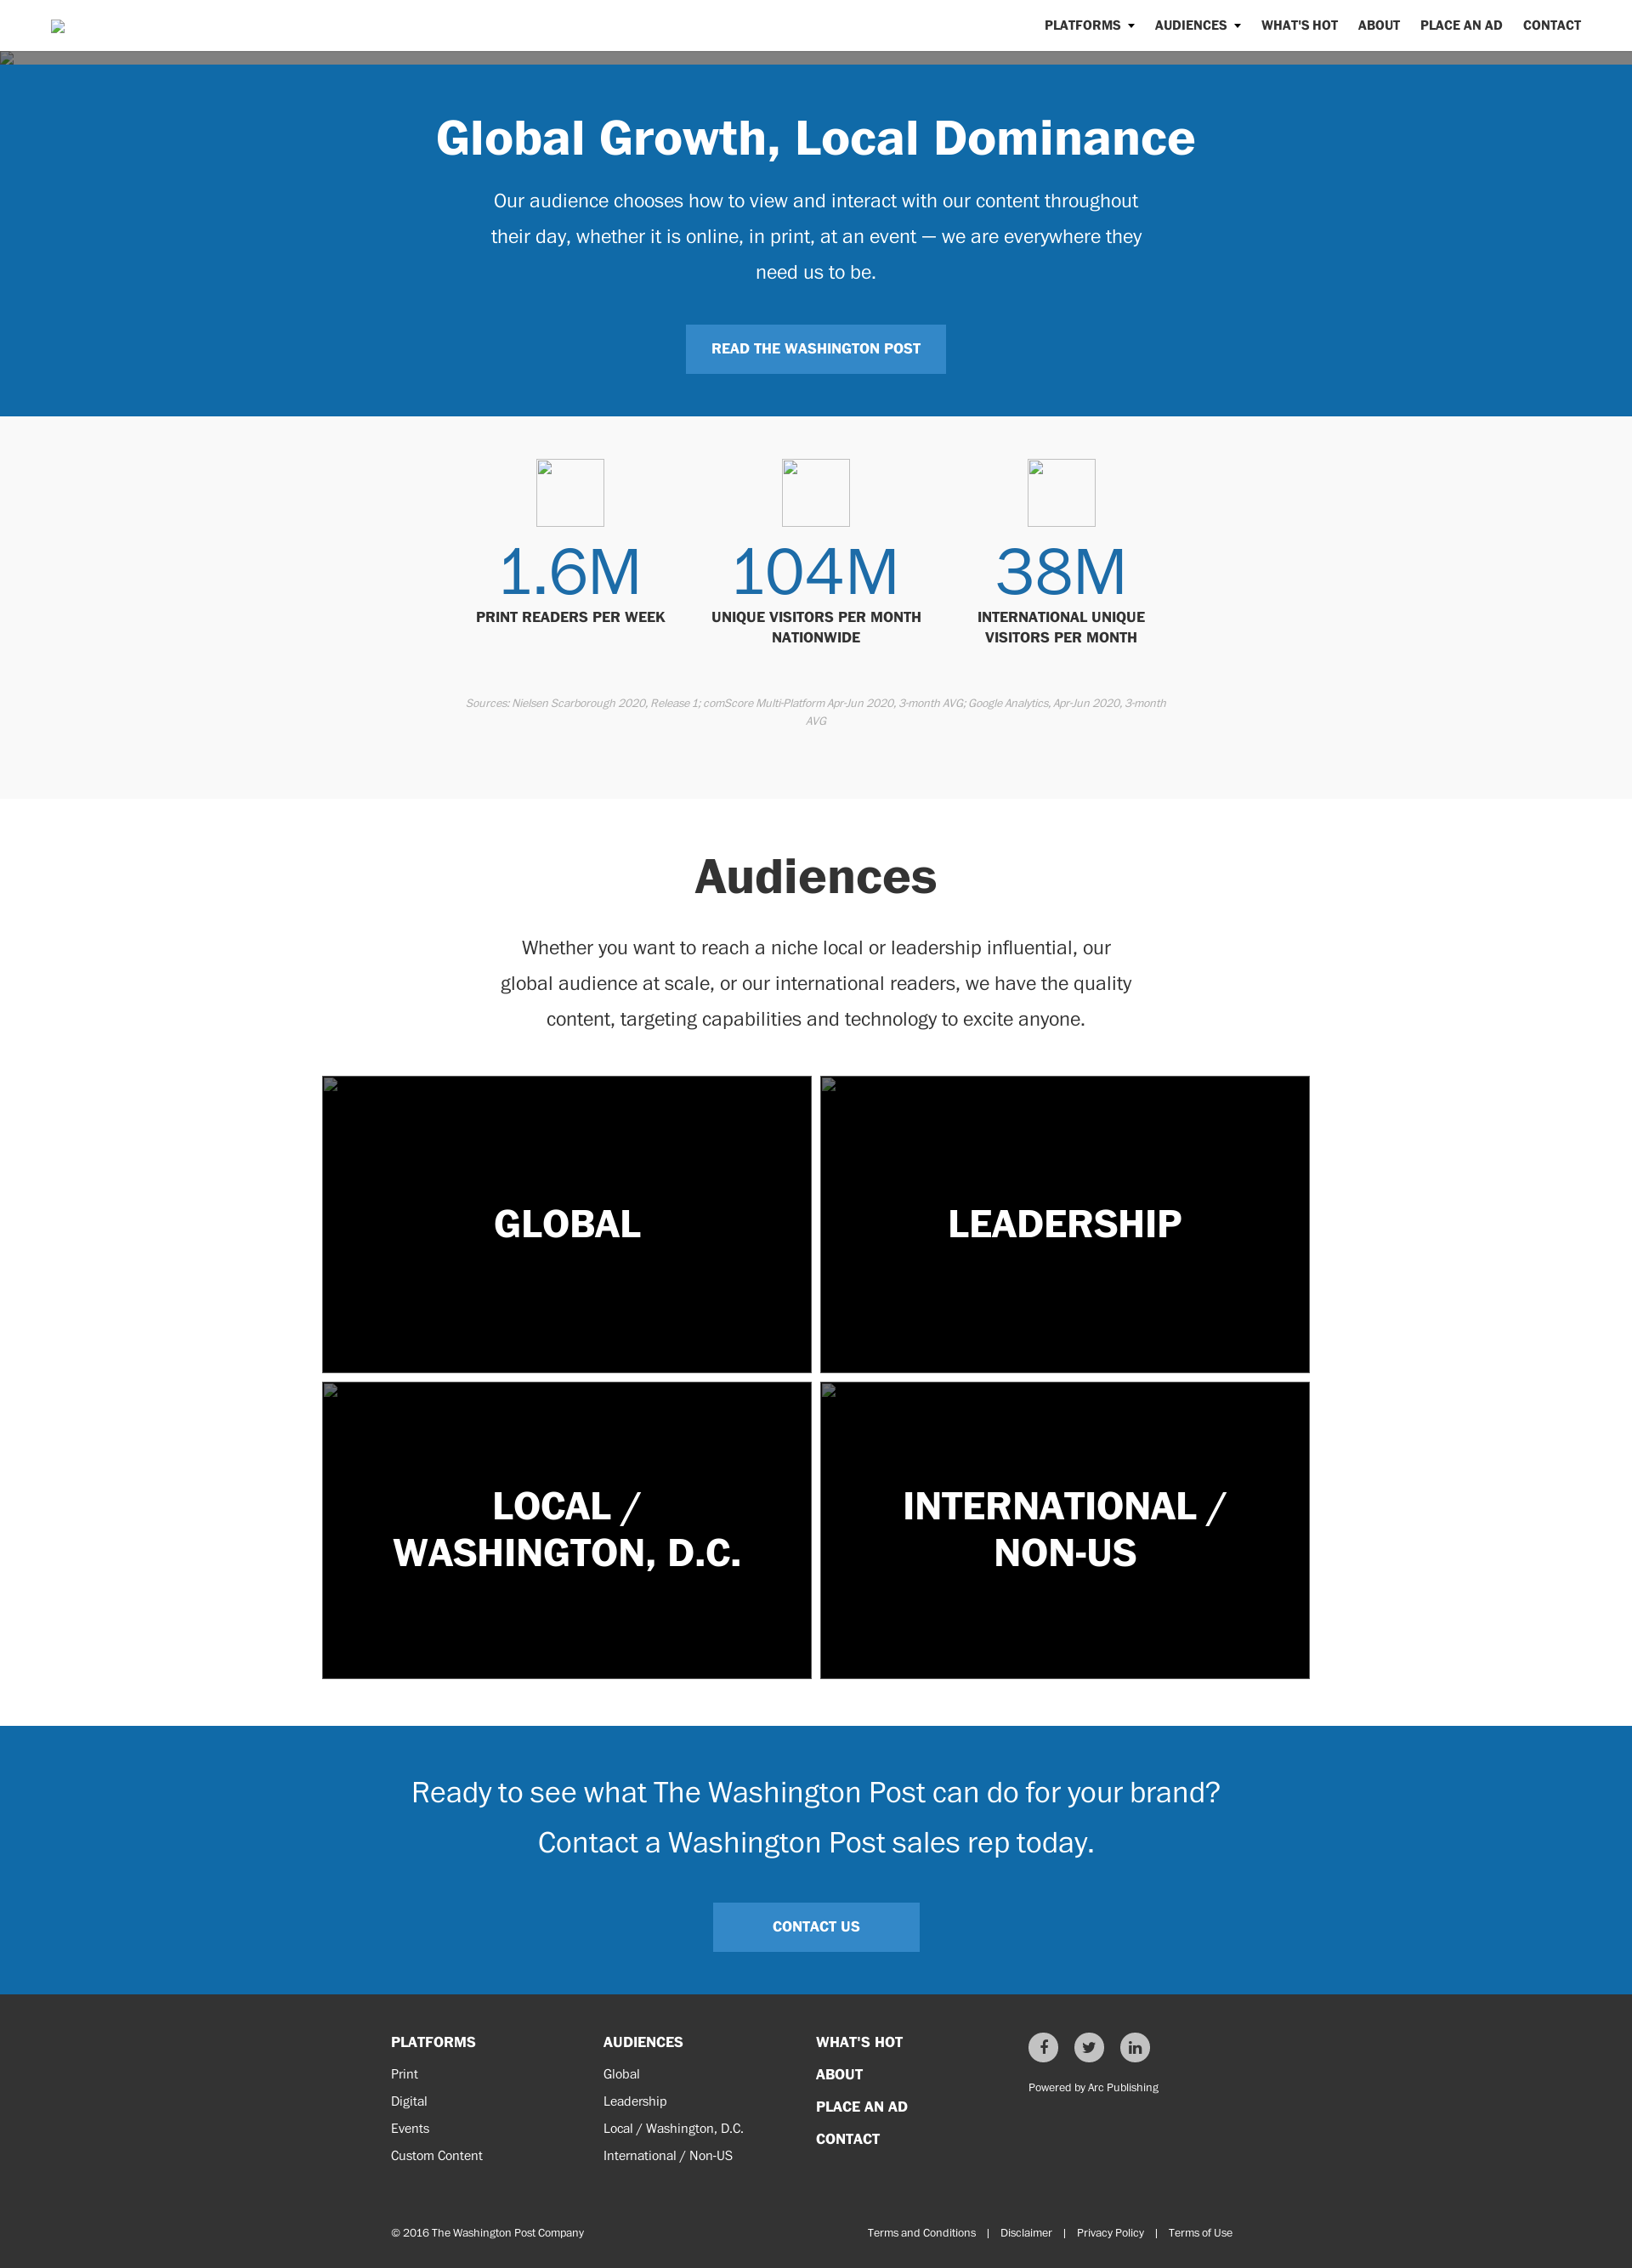 PLATFORMS AUDIENCES WHAT'S HOT ABOUT PLACE AN AD CONTACT
Global Growth, Local Dominance
Our audience chooses how to view and interact with our content throughout
their day, whether it is online, in print, at an event — we are everywhere they
need us to be.
READ THE WASHINGTON POST
1.6M
PRINT READERS PER WEEK
104M
UNIQUE VISITORS PER MONTH
NATIONWIDE
38M
INTERNATIONAL UNIQUE
VISITORS PER MONTH
Sources: Nielsen Scarborough 2020, Release 1; comScore Multi-Platform Apr-Jun 2020, 3-month AVG; Google Analytics, Apr-Jun 2020, 3-month
AVG
Audiences
Whether you want to reach a niche local or leadership influential, our
global audience at scale, or our international readers, we have the quality
content, targeting capabilities and technology to excite anyone.
GLOBAL
LEADERSHIP
LOCAL /
WASHINGTON, D.C.
INTERNATIONAL /
NON-US
Ready to see what The Washington Post can do for your brand?
Contact a Washington Post sales rep today.
CONTACT US
PLATFORMS
Print
Digital
Events
Custom Content
AUDIENCES
Global
Leadership
Local / Washington, D.C.
International / Non-US
WHAT'S HOT
ABOUT
PLACE AN AD
CONTACT
Powered by Arc Publishing
© 2016 The Washington Post Company
Terms and Conditions | Disclaimer | Privacy Policy | Terms of Use